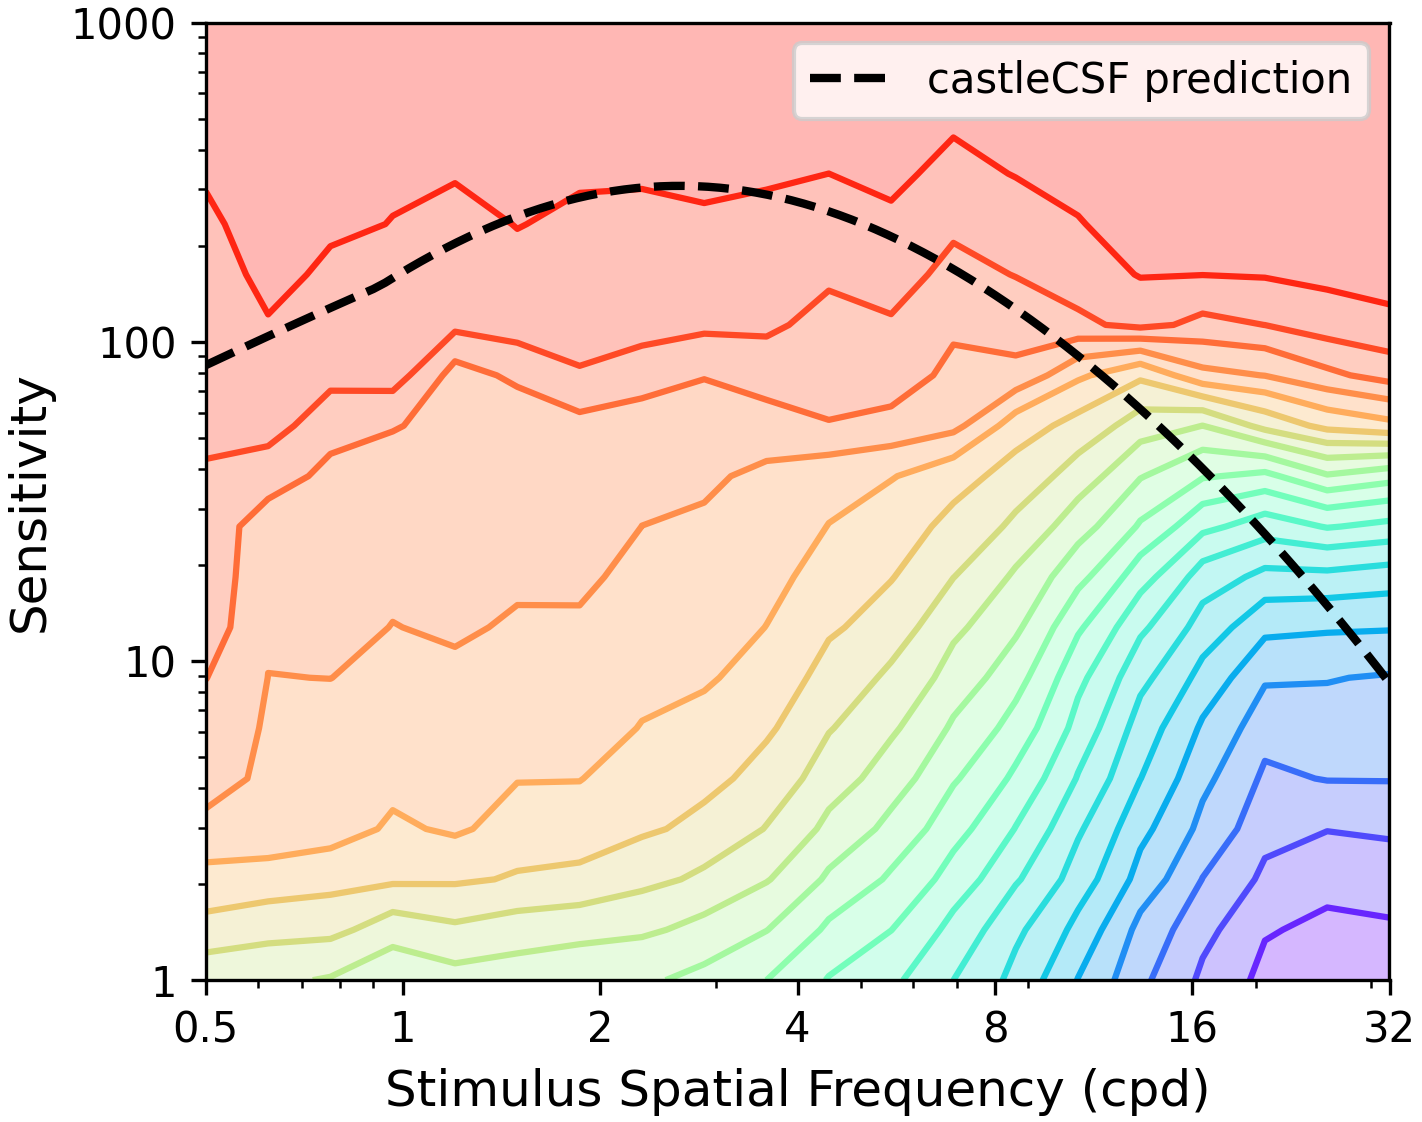 1000
castleCSF prediction
100
Sensitivity
10
1
0.5 1 2 4 8 16 32
Stimulus Spatial Frequency (cpd)